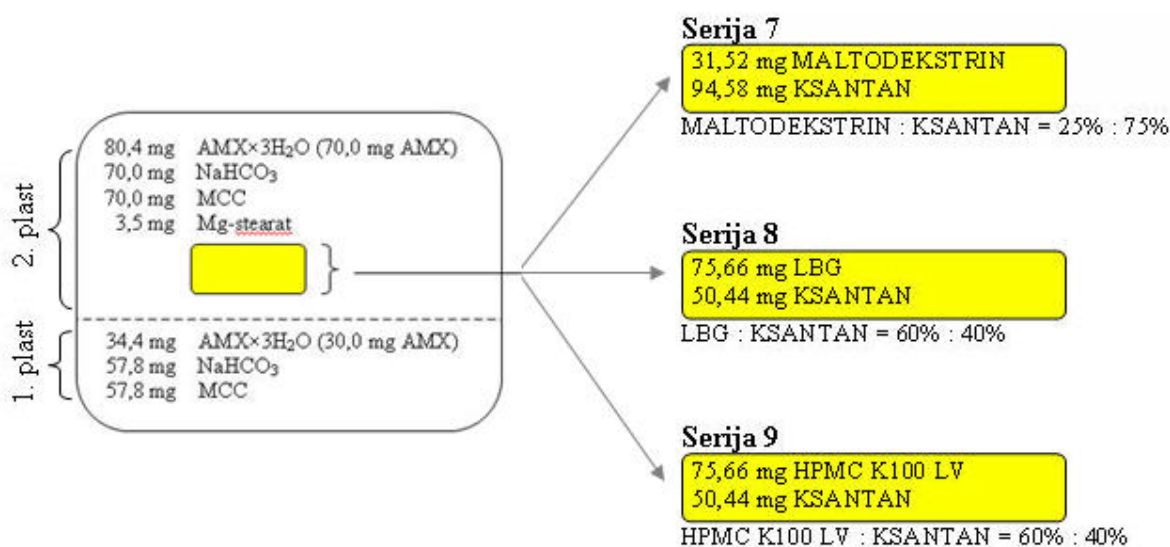 2. plast
80,4 mg AMX×3H₂O (70,0 mg AMX)
70,0 mg NaHCO₃
70,0 mg MCC
3,5 mg Mg-stearat
1. plast
34,4 mg AMX×3H₂O (30,0 mg AMX)
57,8 mg NaHCO₃
57,8 mg MCC
Serija 7
31,52 mg MALTODEKSTRIN
94,58 mg KSANTAN
MALTODEKSTRIN : KSANTAN = 25% : 75%
Serija 8
75,66 mg LBG
50,44 mg KSANTAN
LBG : KSANTAN = 60% : 40%
Serija 9
75,66 mg HPMC K100 LV
50,44 mg KSANTAN
HPMC K100 LV : KSANTAN = 60% : 40%